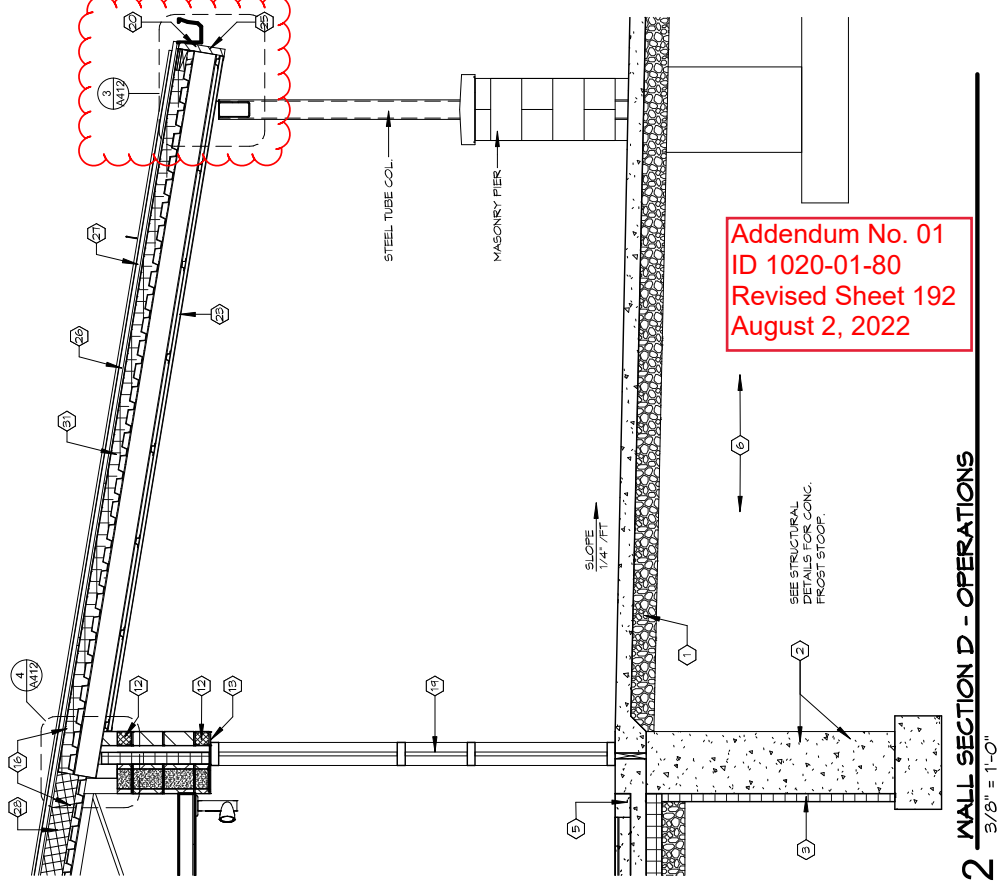 20
25
3
A412
27
26
31
23
STEEL TUBE COL.
MASONRY PIER
Addendum No. 01
ID 1020-01-80
Revised Sheet 192
August 2, 2022
6
SLOPE
1/4" /FT
SEE STRUCTURAL
DETAILS FOR CONC.
FROST STOOP.
4
A412
16
28
12
12
13
19
1
2
5
3
2
WALL SECTION D - OPERATIONS
3/8" = 1'-0"